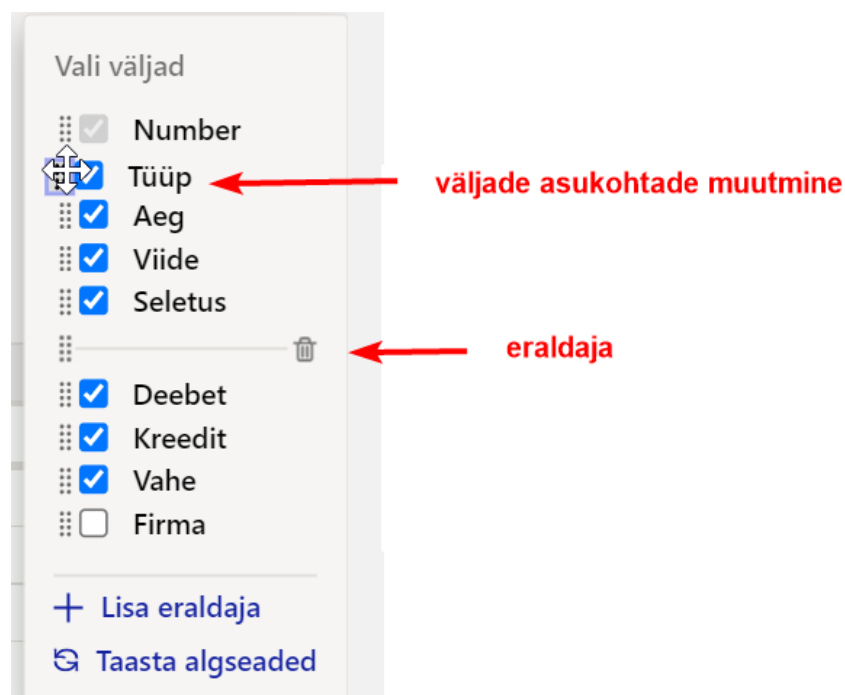 Vali väljad
Number
Tüüp
väljade asukohtade muutmine
Aeg
Viide
Seletus
eraldaja
Deebet
Kreedit
Vahe
Firma
Lisa eraldaja
Taasta algseaded